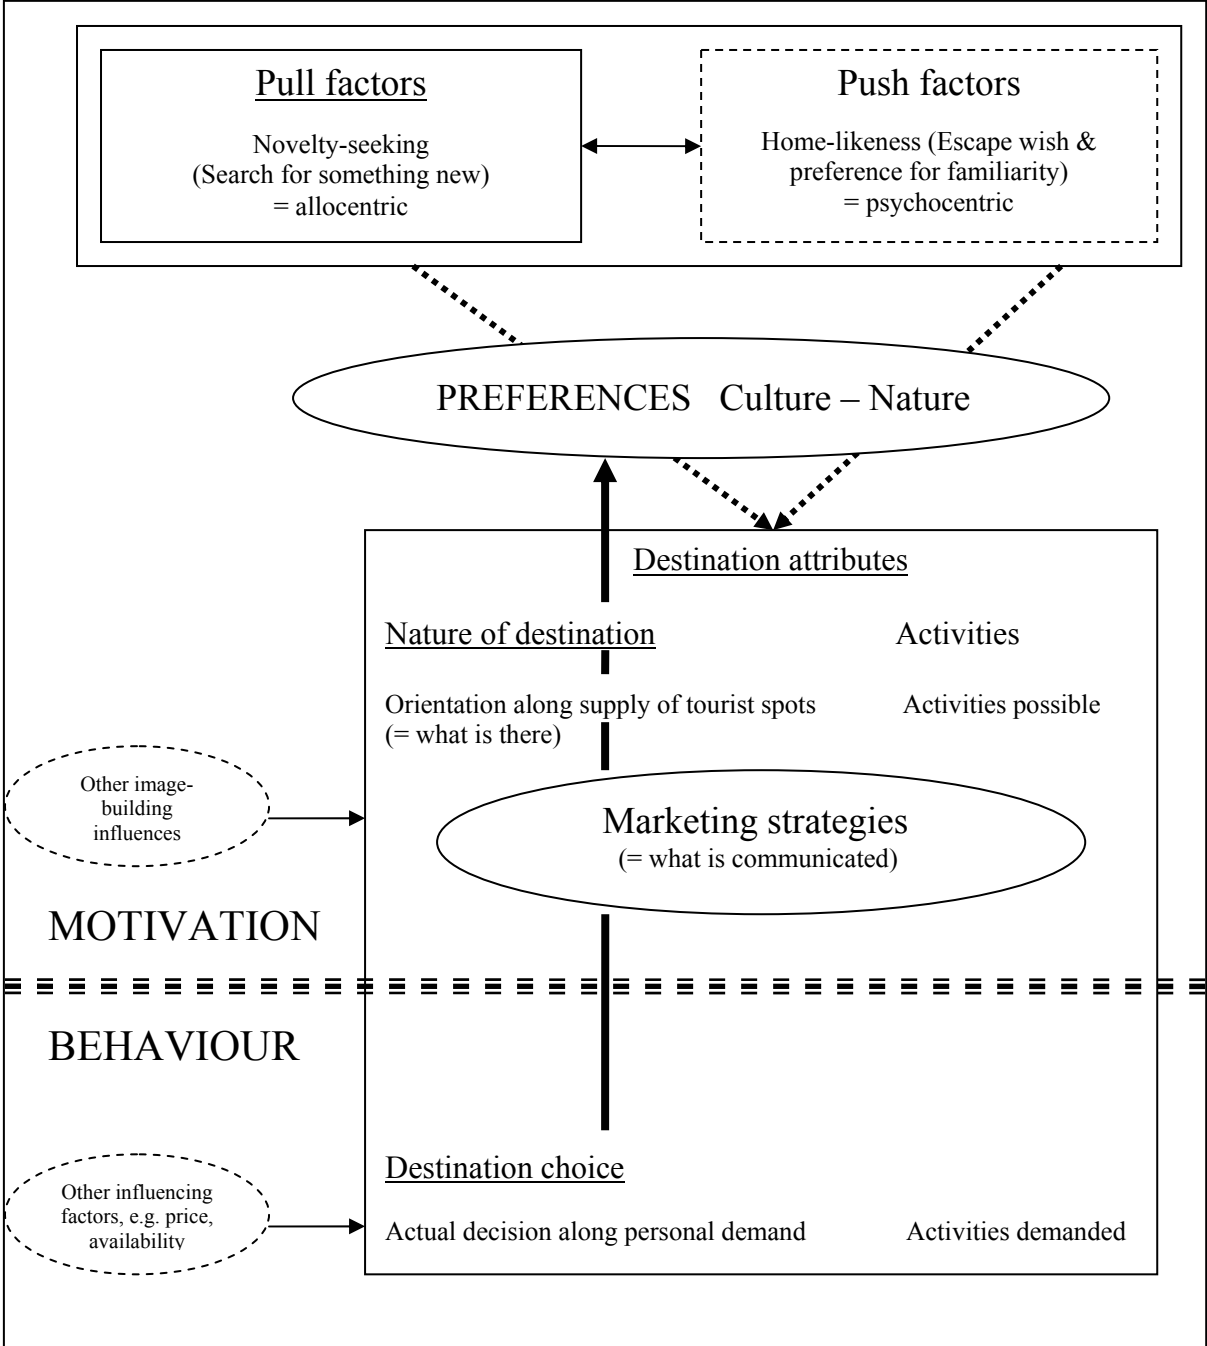 Pull factors
Novelty-seeking
(Search for something new)
= allocentric
Push factors
Home-likeness (Escape wish &
preference for familiarity)
= psychocentric
PREFERENCES Culture – Nature
Destination attributes
Nature of destination
Activities
Orientation along supply of tourist spots
(= what is there)
Activities possible
Other image-
building
influences
Marketing strategies
(= what is communicated)
MOTIVATION
BEHAVIOUR
Destination choice
Other influencing
factors, e.g. price,
availability
Actual decision along personal demand
Activities demanded